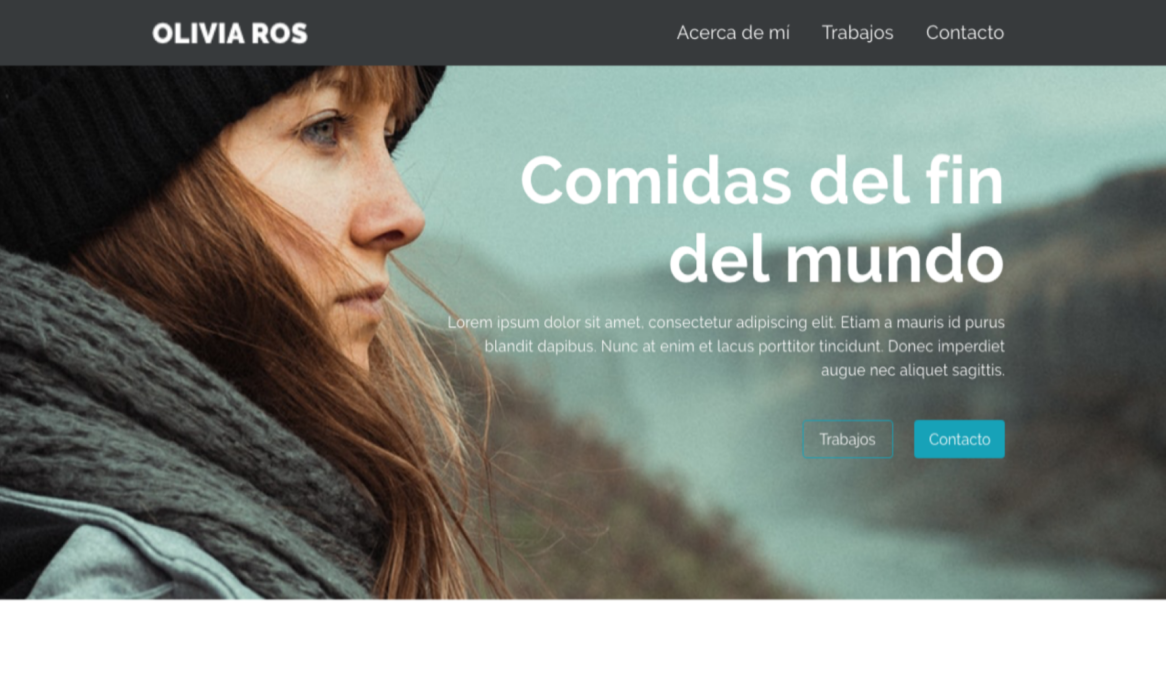 OLIVIA ROS
Acerca de mí
Trabajos
Contacto
Comidas del fin
del mundo
Lorem ipsum dolor sit amet, consectetur adipiscing elit. Etiam a mauris id purus
blandit dapibus. Nunc at enim et lacus porttitor tincidunt. Donec imperdiet
augue nec aliquet sagittis.
Trabajos
Contacto